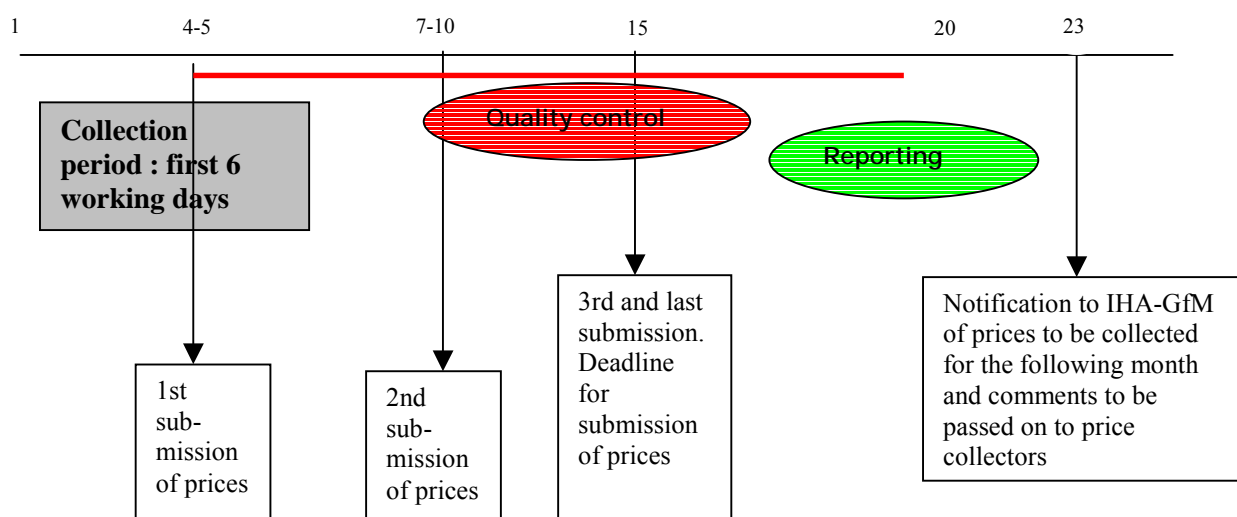 1
4-5
7-10
15
20
23
Collection
period : first 6
working days
Quality control
Reporting
1st
sub-
mission
of prices
2nd
sub-
mission
of prices
3rd and last
submission.
Deadline
for
submission
of prices
Notification to IHA-GfM
of prices to be collected
for the following month
and comments to be
passed on to price
collectors